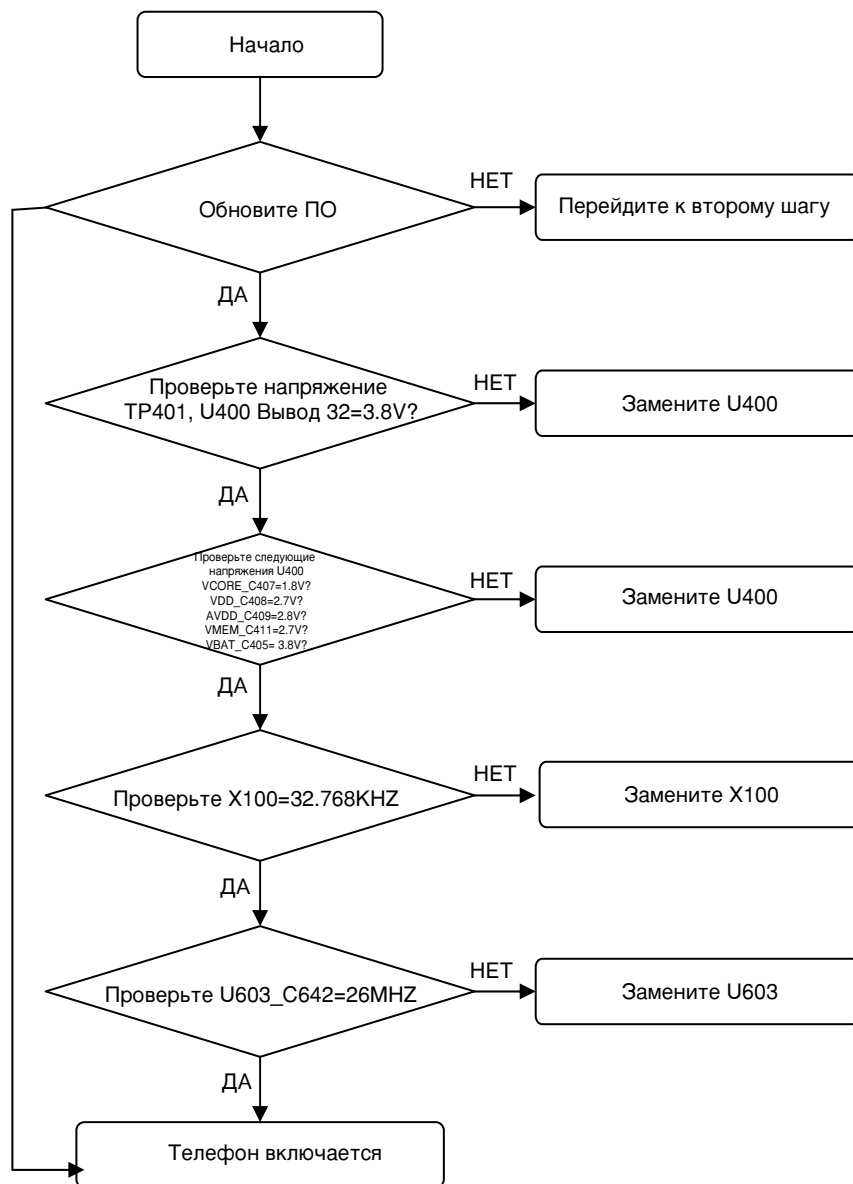 Начало
Обновите ПО
НЕТ
Перейдите к второму шагу
ДА
Проверьте напряжение
TP401, U400 Вывод 32=3.8V?
НЕТ
Замените U400
ДА
Проверьте следующие
напряжения U400
VCORE_C407=1.8V?
VDD_C408=2.7V?
AVDD_C409=2.8V?
VMEM_C411=2.7V?
VBAT_C405= 3.8V?
НЕТ
Замените U400
ДА
Проверьте X100=32.768KHZ
НЕТ
Замените X100
ДА
Проверьте U603_C642=26MHZ
НЕТ
Замените U603
ДА
Телефон включается